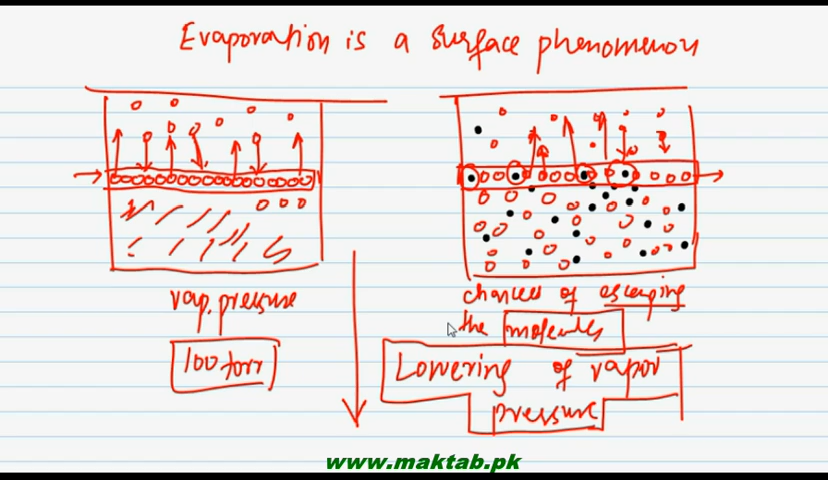 Evaporation is a surface phenomenon
vap. pressure
100 torr
chances of escaping
the molecules
Lowering of vapor
pressure
www.maktab.pk